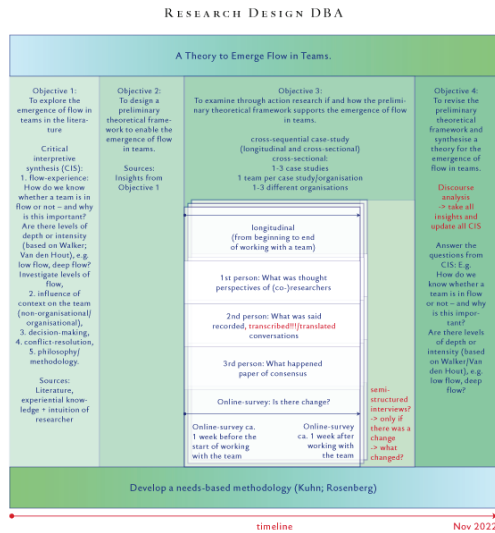 Research Design DBA
A Theory to Emerge Flow in Teams.
Objective 1:
To explore the
emergence of flow in
teams in the litera-
ture
Critical
interpretive
synthesis (CIS):
1. flow-experience:
How do we know
whether a team is in
flow or not – and why
is this important?
Are there levels of
depth or intensity
(based on Walker;
Van den Hout), e.g.
low flow, deep flow?
Investigate levels of
flow,
2. influence of
context on the team
(non-organisational/
organisational),
3. decision-making,
4. conflict-resolution,
5. philosophy/
methodology.
Sources:
Literature,
experiential know-
ledge + intuition of
researcher
Objective 2:
To design a
preliminary
theoretical frame-
work to enable the
emergence of flow
in teams.
Sources:
Insights from
Objective 1
Objective 3:
To examine through action research if and how the prelimi-
nary theoretical framework supports the emergence of flow
in teams.
cross-sequential case-study
(longitudinal and cross-sectional)
cross-sectional:
1-3 case studies
1 team per case study/organisation
1-3 different organisations
longitudinal
(from beginning to end
of working with a team)
1st person: What was thought
perspectives of (co-)researchers
2nd person: What was said
recorded, transcribed!!!/translated
conversations
3rd person: What happened
paper of consensus
Online-survey: Is there change?
Online-survey ca.
1 week before the
start of working
with the team
Online-survey
ca. 1 week after
working with
the team
semi-
structured
interviews?
-> only if
there was a
change
-> what
changed?
Objective 4:
To revise the
preliminary
theoretical
framework and
synthesise a
theory for the
emergence of
flow in teams.
Discourse
analysis
-> take all
insights and
update all CIS
Answer the
questions from
CIS: E.g.
How do we
know whether a
team is in flow
or not – and why
is this impor-
tant?
Are there levels
of depth or
intensity (based
on Walker/Van
den Hout), e.g.
low flow, deep
flow?
Develop a needs-based methodology (Kuhn; Rosenberg)
timeline
Nov 2022